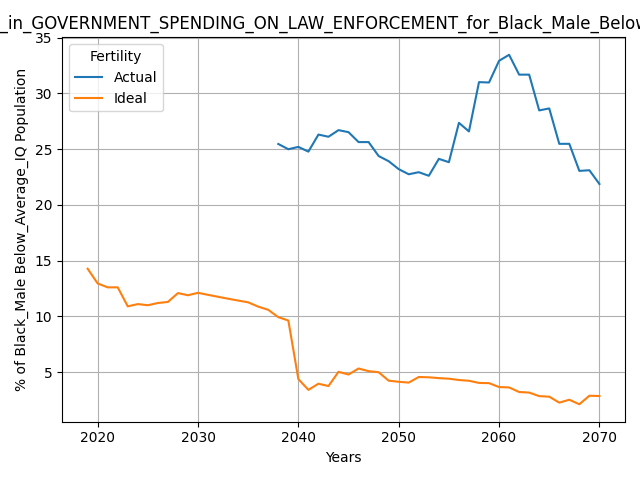 _in_GOVERNMENT_SPENDING_ON_LAW_ENFORCEMENT_for_Black_Male_Below
Fertility
Actual
Ideal
% of Black_Male Below_Average_IQ Population
35
30
25
20
15
10
5
2020 2030 2040 2050 2060 2070
Years